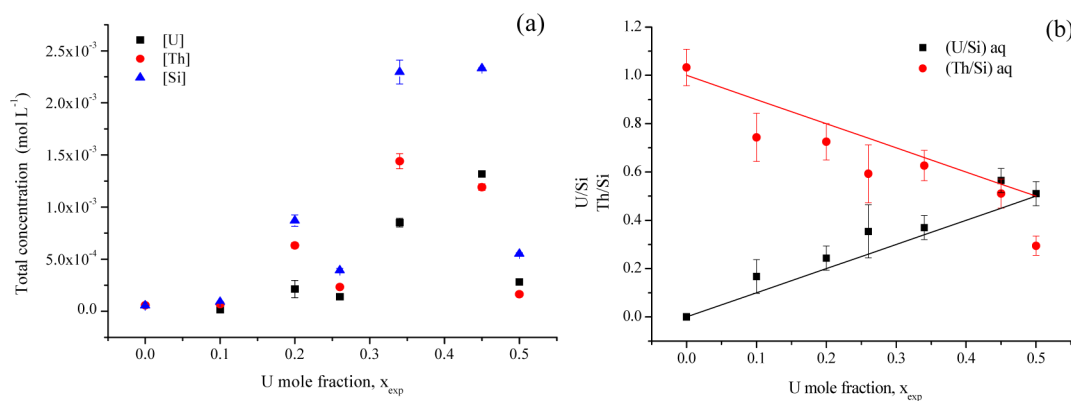 (a)
[U]
[Th]
[Si]
Total concentration (mol L⁻¹)
2.5x10⁻³
2.0x10⁻³
1.5x10⁻³
1.0x10⁻³
5.0x10⁻⁴
0.0
0.0 0.1 0.2 0.3 0.4 0.5
U mole fraction, xₑₓₚ
(b)
(U/Si) aq
(Th/Si) aq
U/Si
Th/Si
1.2
1.0
0.8
0.6
0.4
0.2
0.0
0.0 0.1 0.2 0.3 0.4 0.5
U mole fraction, xₑₓₚ